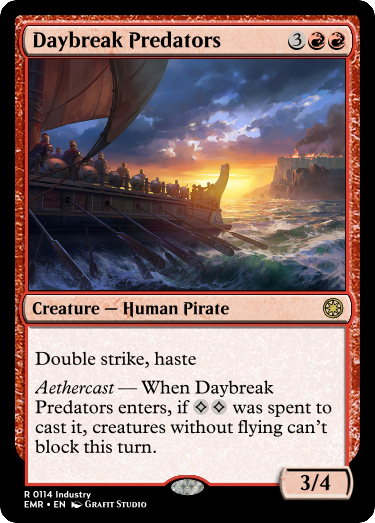 Daybreak Predators 3
Creature — Human Pirate
Double strike, haste
Aethercast — When Daybreak
Predators enters, if was spent to
cast it, creatures without flying can't
block this turn.
3/4
R 0114 Industry
EMR • EN Grafit Studio